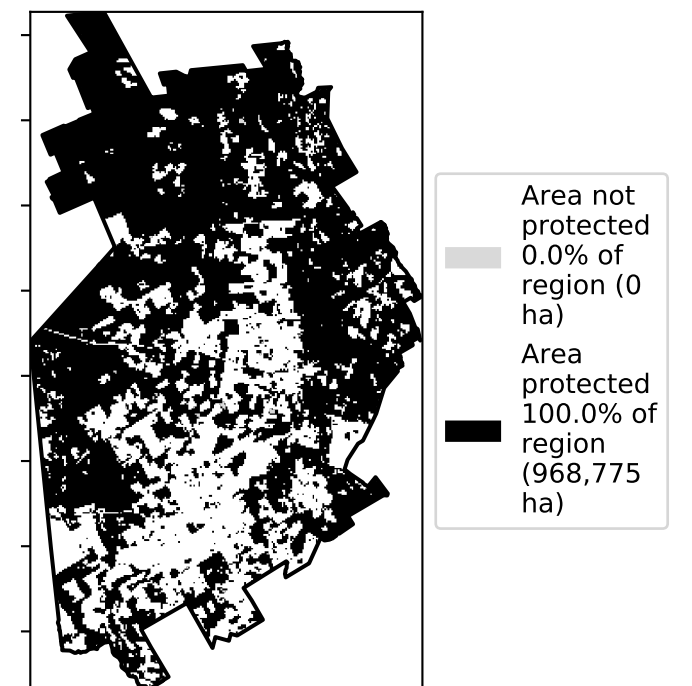 Area not
protected
0.0% of
region (0
ha)
Area
protected
100.0% of
region
(968,775
ha)